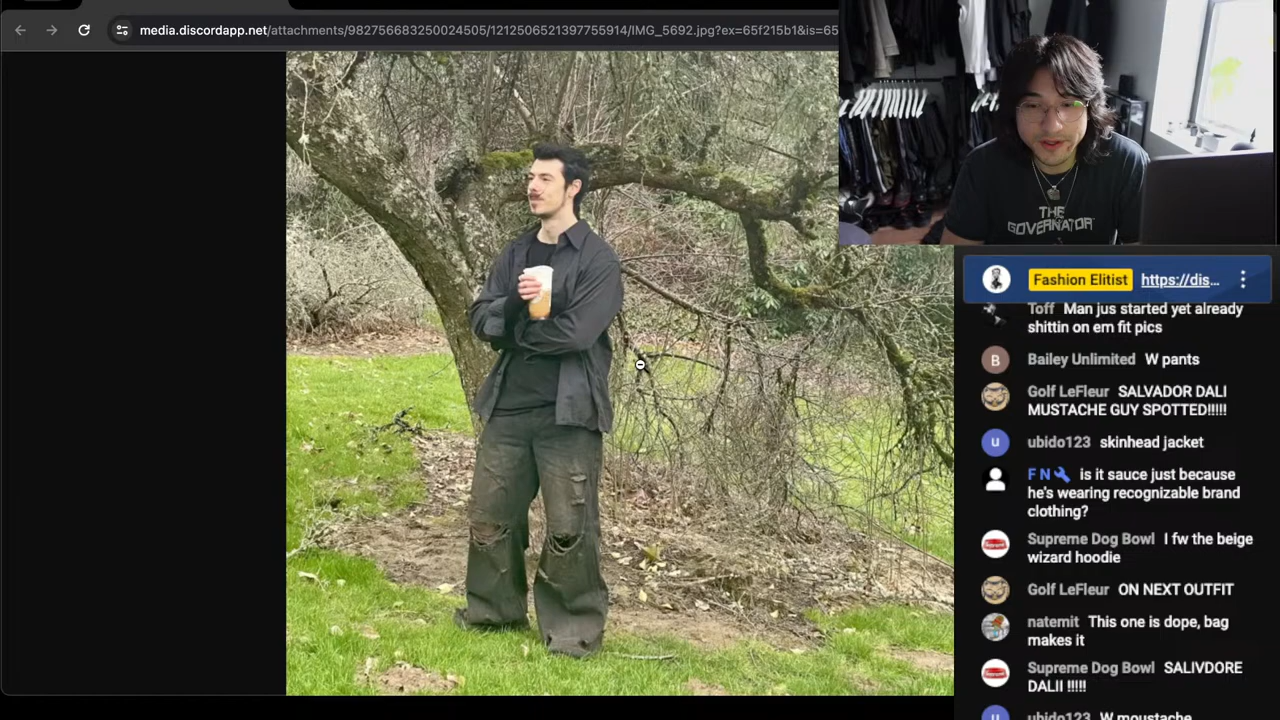 media.discordapp.net/attachments/982756683250024505/1212506521397755914/IMG_5692.jpg?ex=65f215b1&is=65
THE
GOVERNATOR
Fashion Elitist https://dis...
Toff Man jus started yet already
shittin on em fit pics
B
Bailey Unlimited W pants
Golf LeFleur SALVADOR DALI
MUSTACHE GUY SPOTTED!!!!!
u
ubido123 skinhead jacket
F N is it sauce just because
he's wearing recognizable brand
clothing?
Supreme Dog Bowl I fw the beige
wizard hoodie
Golf LeFleur ON NEXT OUTFIT
natemit This one is dope, bag
makes it
Supreme Dog Bowl SALIVDORE
DALII !!!!!
ubido123 W moustache